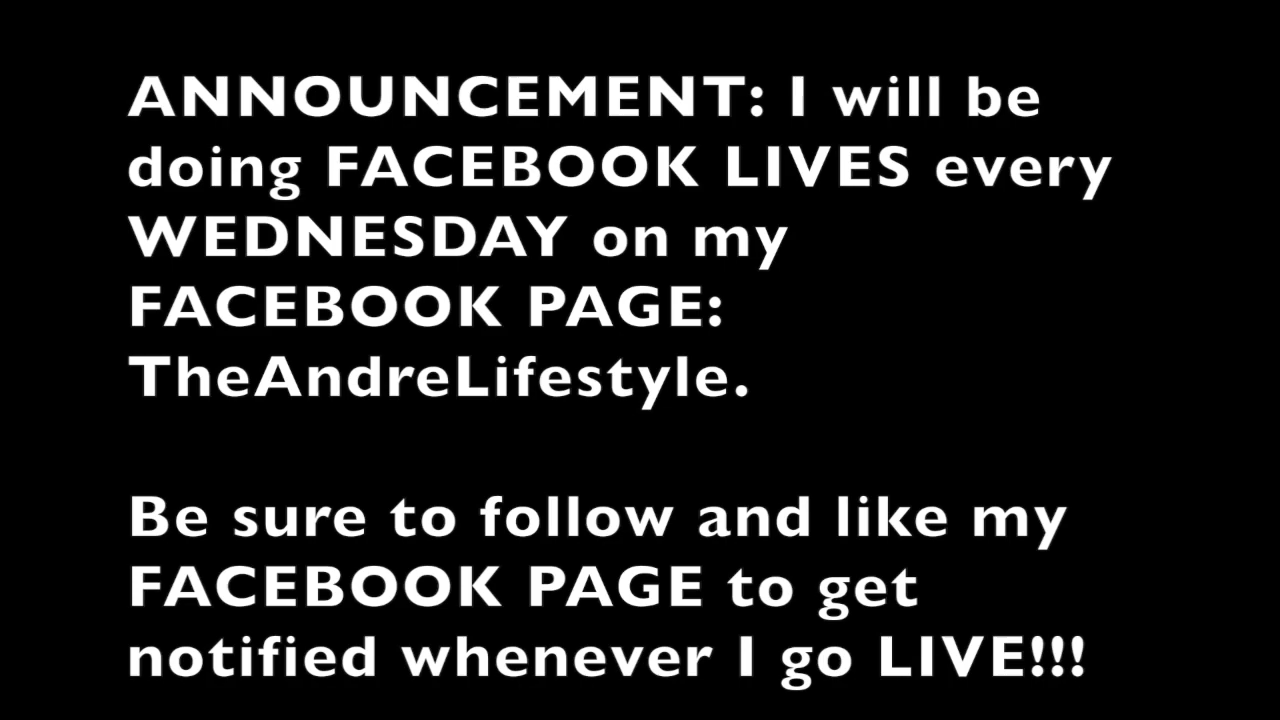 ANNOUNCEMENT: I will be
doing FACEBOOK LIVES every
WEDNESDAY on my
FACEBOOK PAGE:
TheAndreLifestyle.
Be sure to follow and like my
FACEBOOK PAGE to get
notified whenever I go LIVE!!!